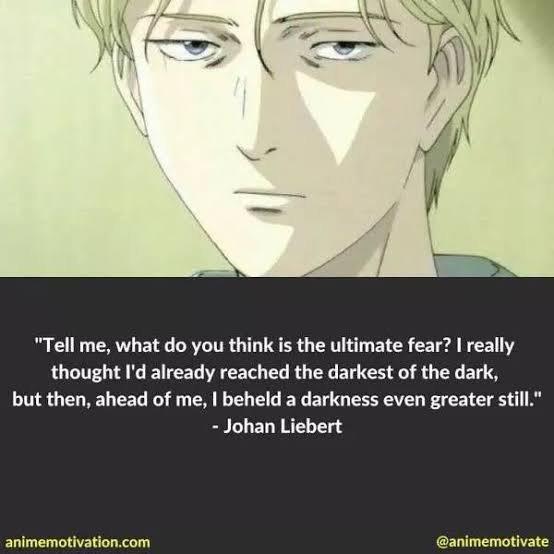 "Tell me, what do you think is the ultimate fear? I really
thought I'd already reached the darkest of the dark,
but then, ahead of me, I beheld a darkness even greater still."
- Johan Liebert
animemotivation.com
@animemotivate